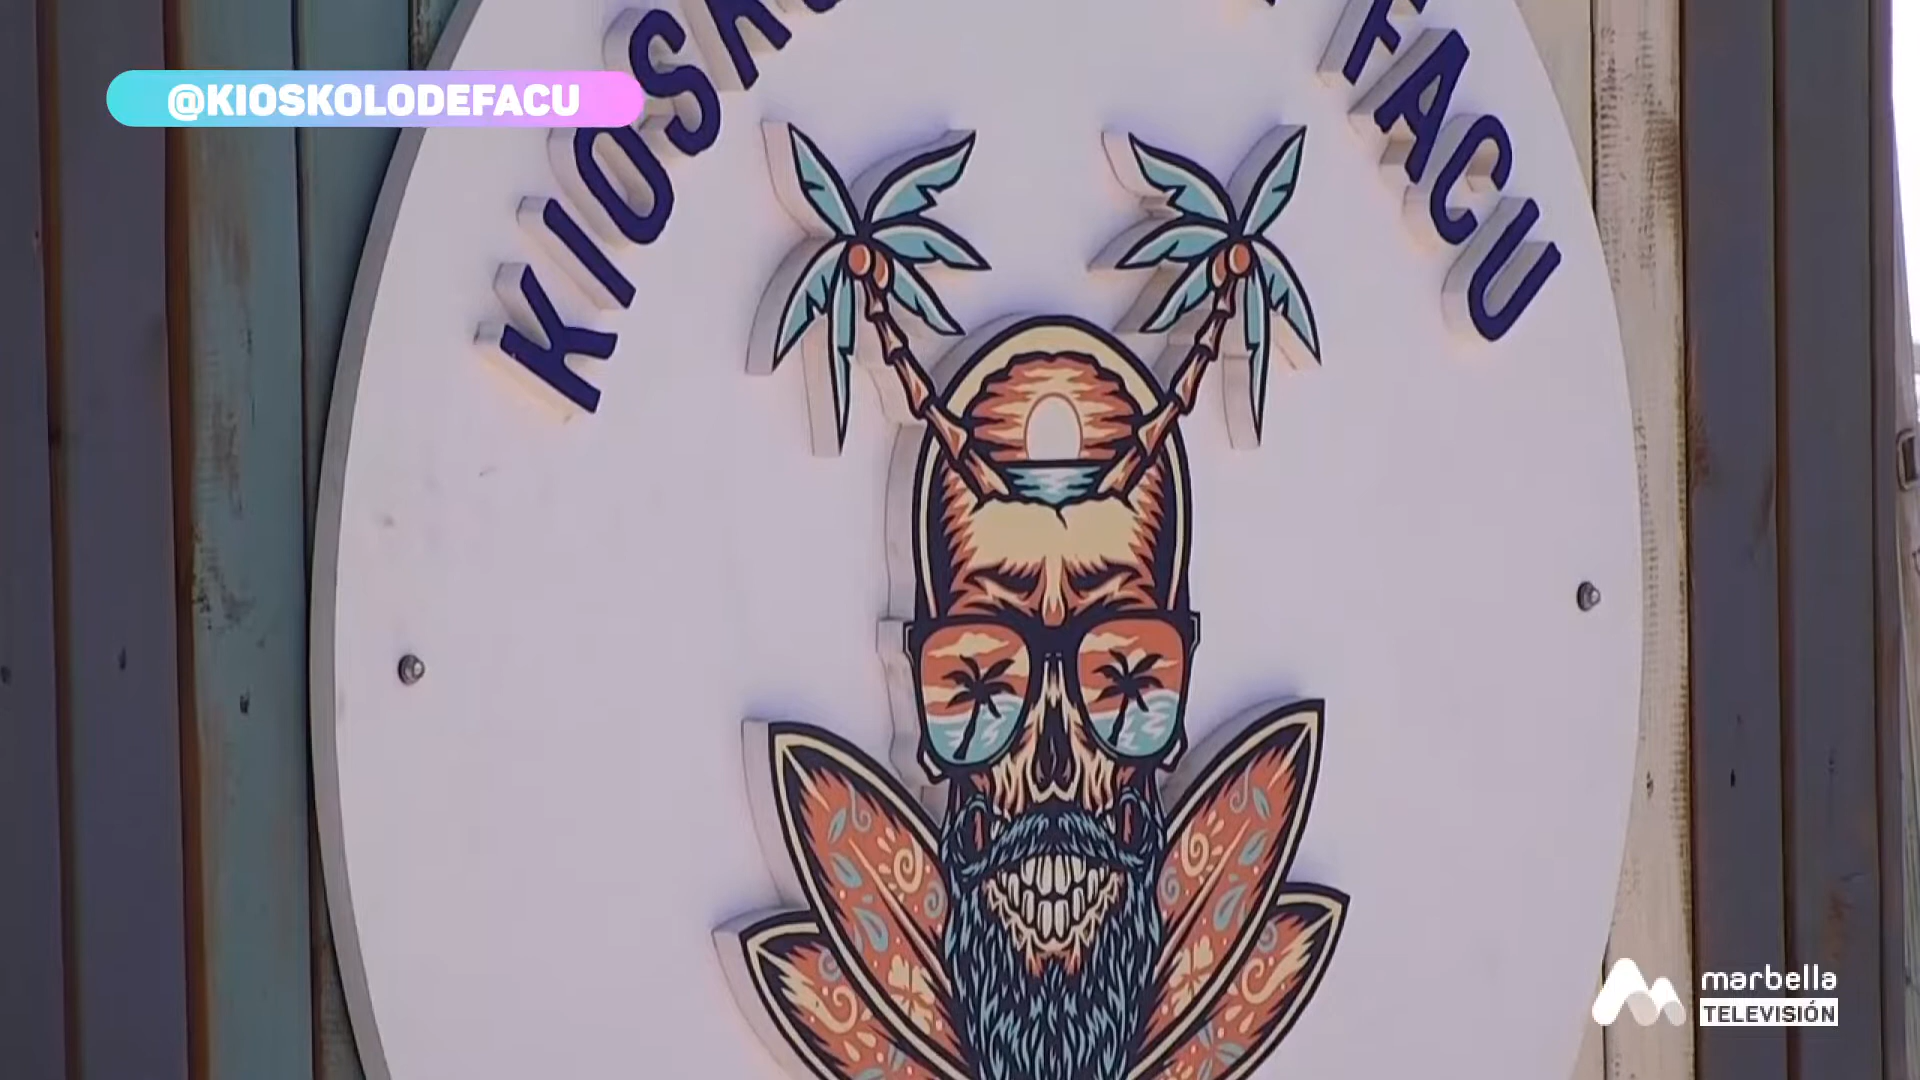 @KIOSKOLODEFACU
KIOSK
FACU
marbella
TELEVISIÓN